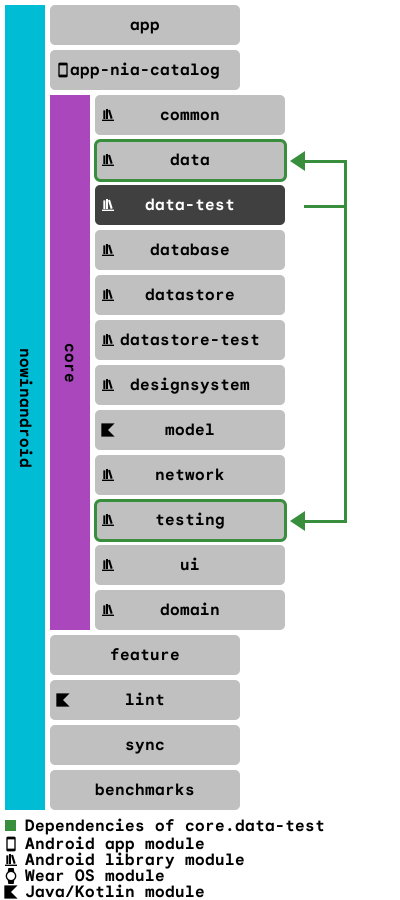 app
app-nia-catalog
common
data
data-test
database
datastore
datastore-test
designsystem
model
network
testing
ui
domain
core
nowinandroid
feature
lint
sync
benchmarks
Dependencies of core.data-test
Android app module
Android library module
Wear OS module
Java/Kotlin module